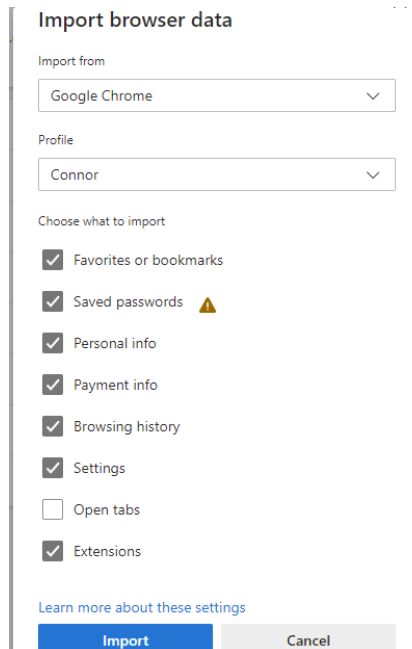 Import browser data
Import from
Google Chrome
Profile
Connor
Choose what to import
Favorites or bookmarks
Saved passwords
Personal info
Payment info
Browsing history
Settings
Open tabs
Extensions
Learn more about these settings
Import
Cancel